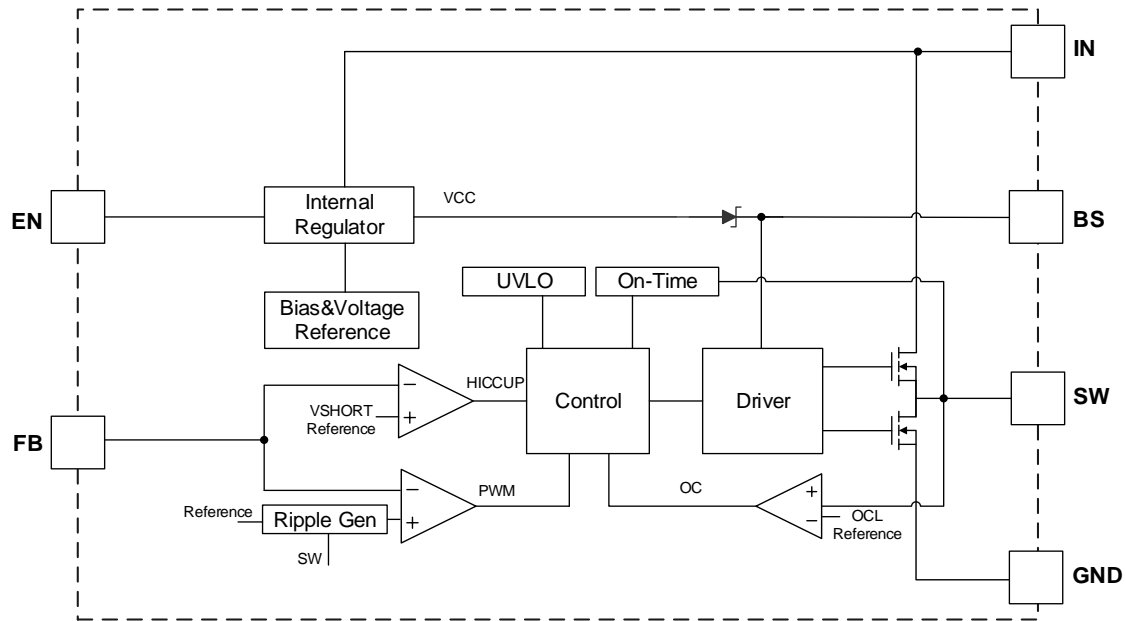 IN
Internal
Regulator
VCC
EN
BS
UVLO
On-Time
Bias&Voltage
Reference
HICCUP
Control
Driver
SW
−
VSHORT
Reference
+
FB
−
PWM
OC
+
Reference
Ripple Gen
+
−
OCL
Reference
SW
GND